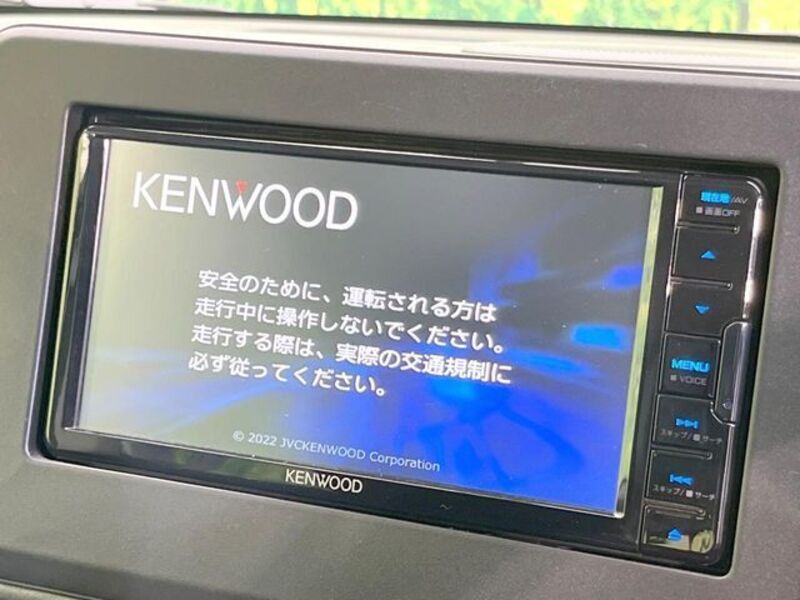 KENWOOD
安全のために、運転される方は
走行中に操作しないでください。
走行する際は、実際の交通規制に
必ず従ってください。
© 2022 JVCKENWOOD Corporation
KENWOOD
現在地/AV
■ 画面OFF
MENU
■ VOICE
スキップ/■サーチ
スキップ/■サーチ